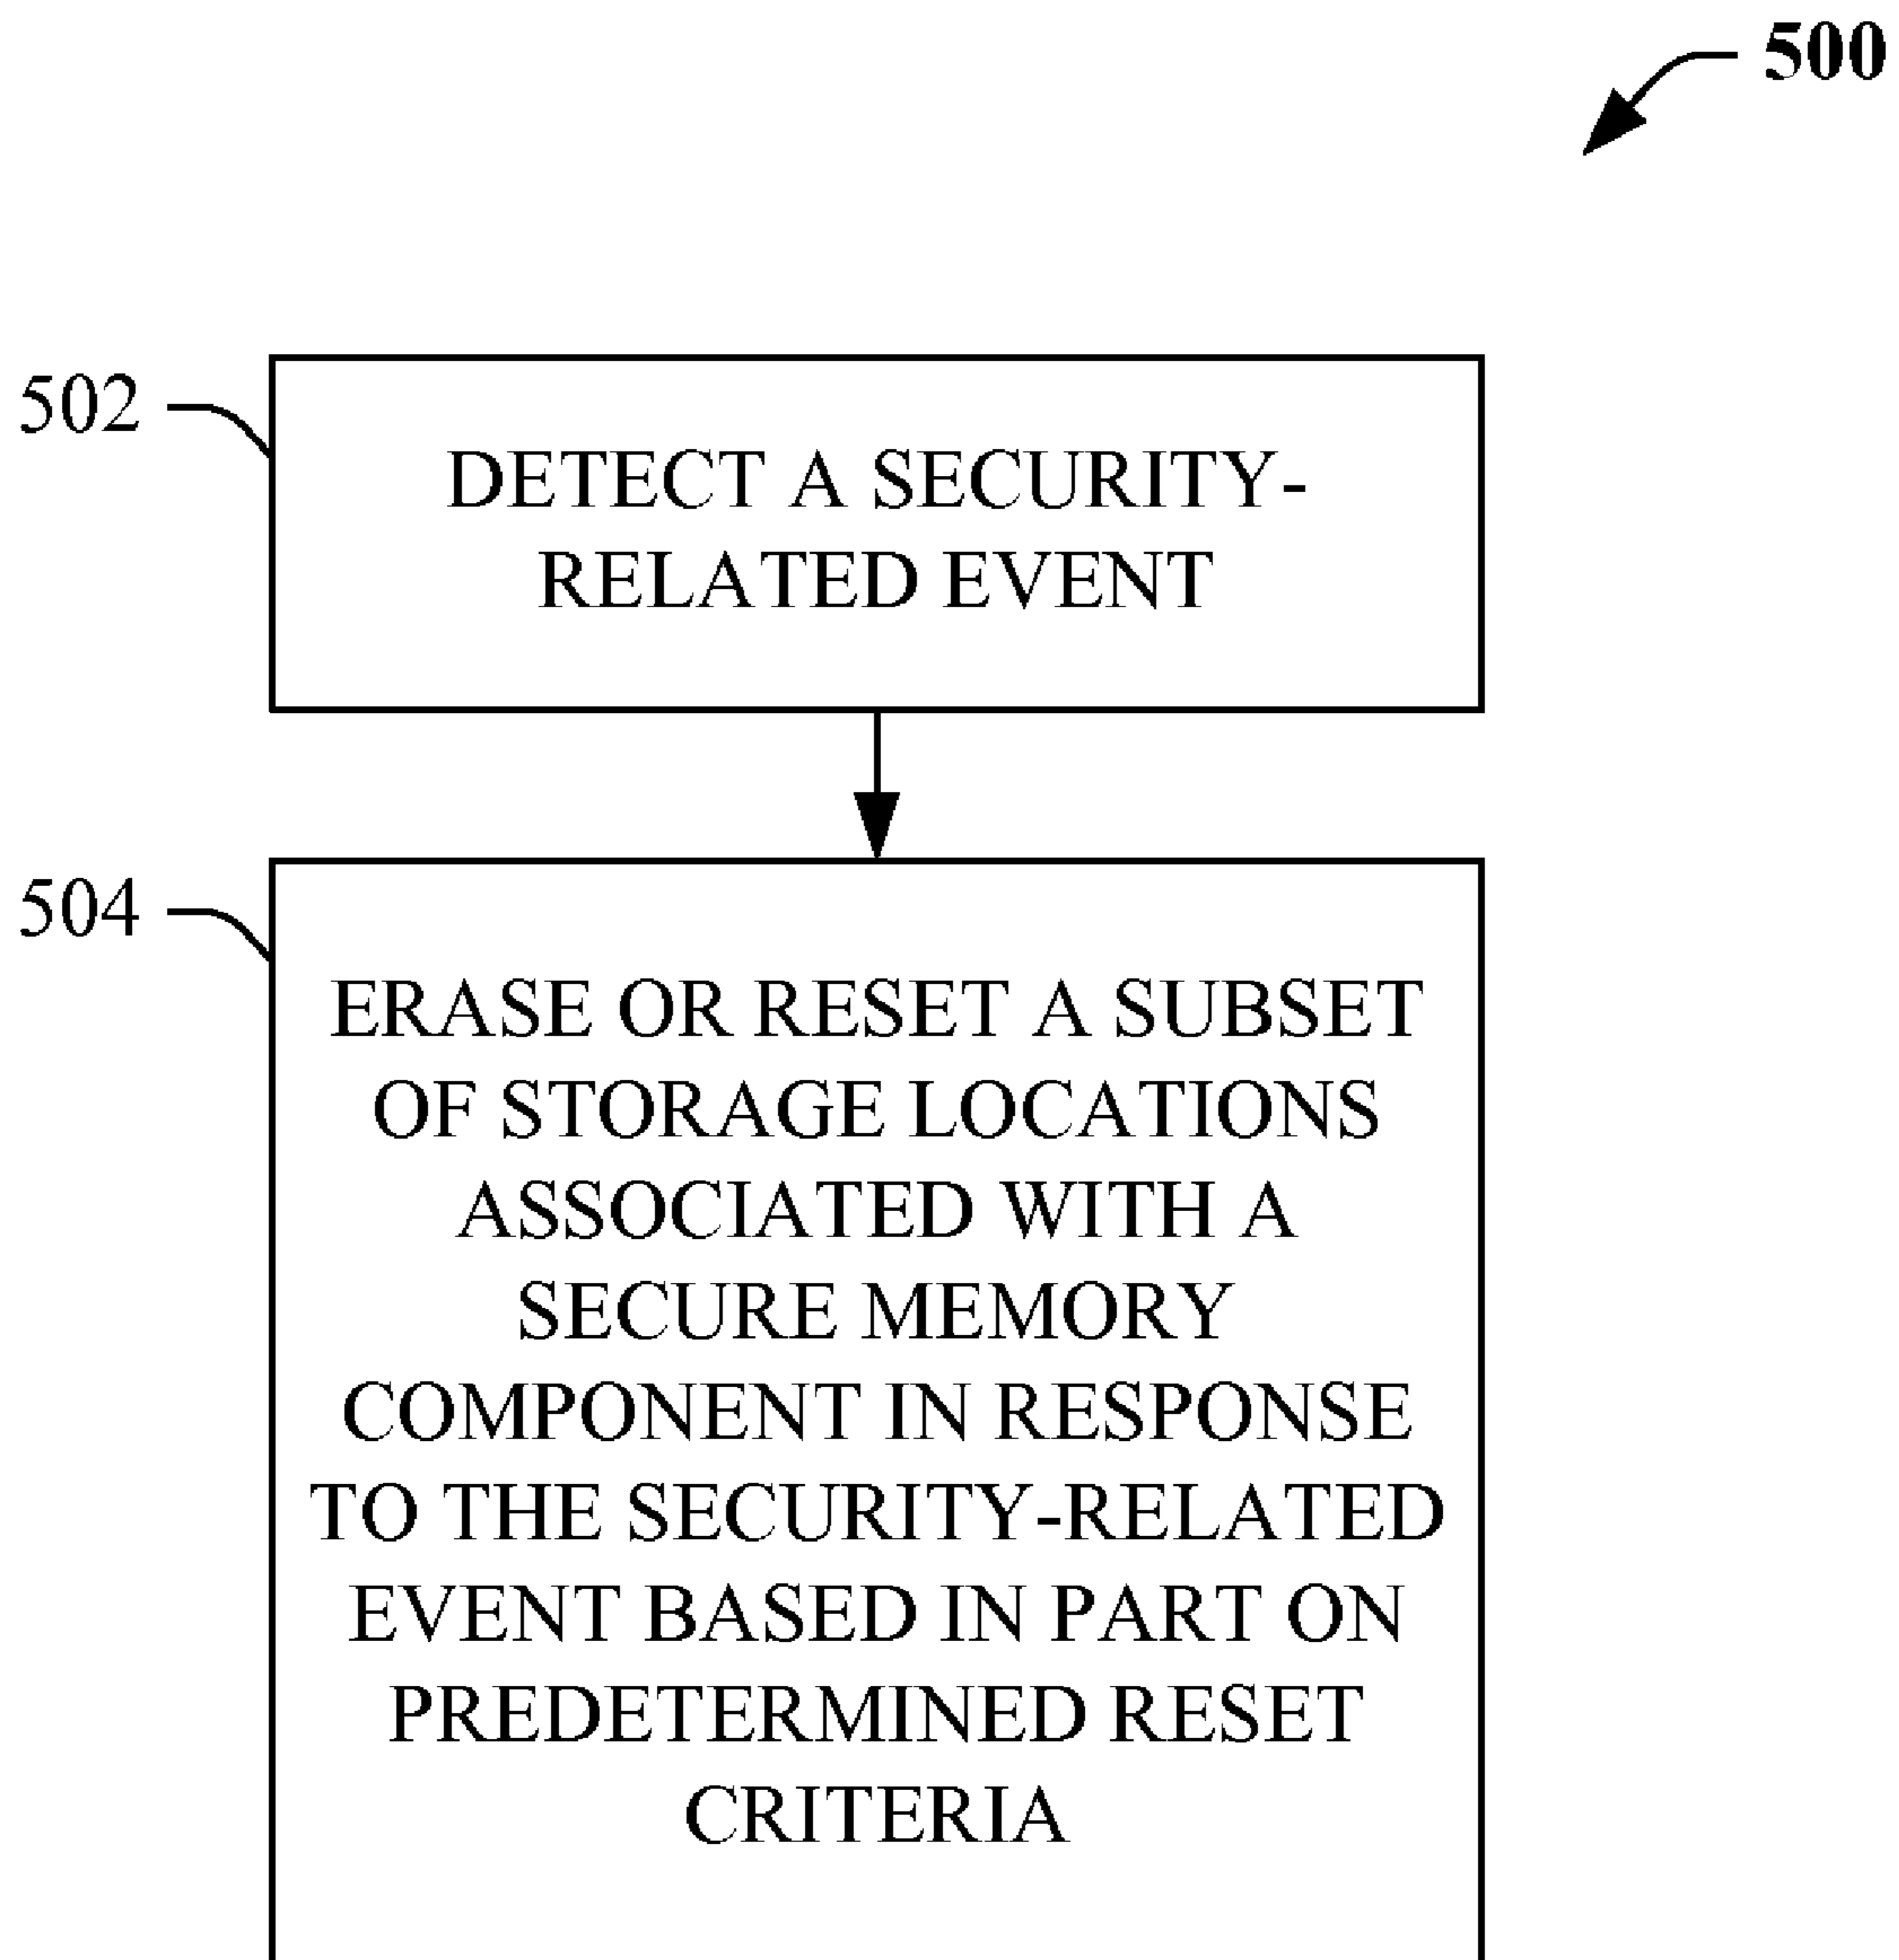 500
502
DETECT A SECURITY-
RELATED EVENT
504
ERASE OR RESET A SUBSET
OF STORAGE LOCATIONS
ASSOCIATED WITH A
SECURE MEMORY
COMPONENT IN RESPONSE
TO THE SECURITY-RELATED
EVENT BASED IN PART ON
PREDETERMINED RESET
CRITERIA